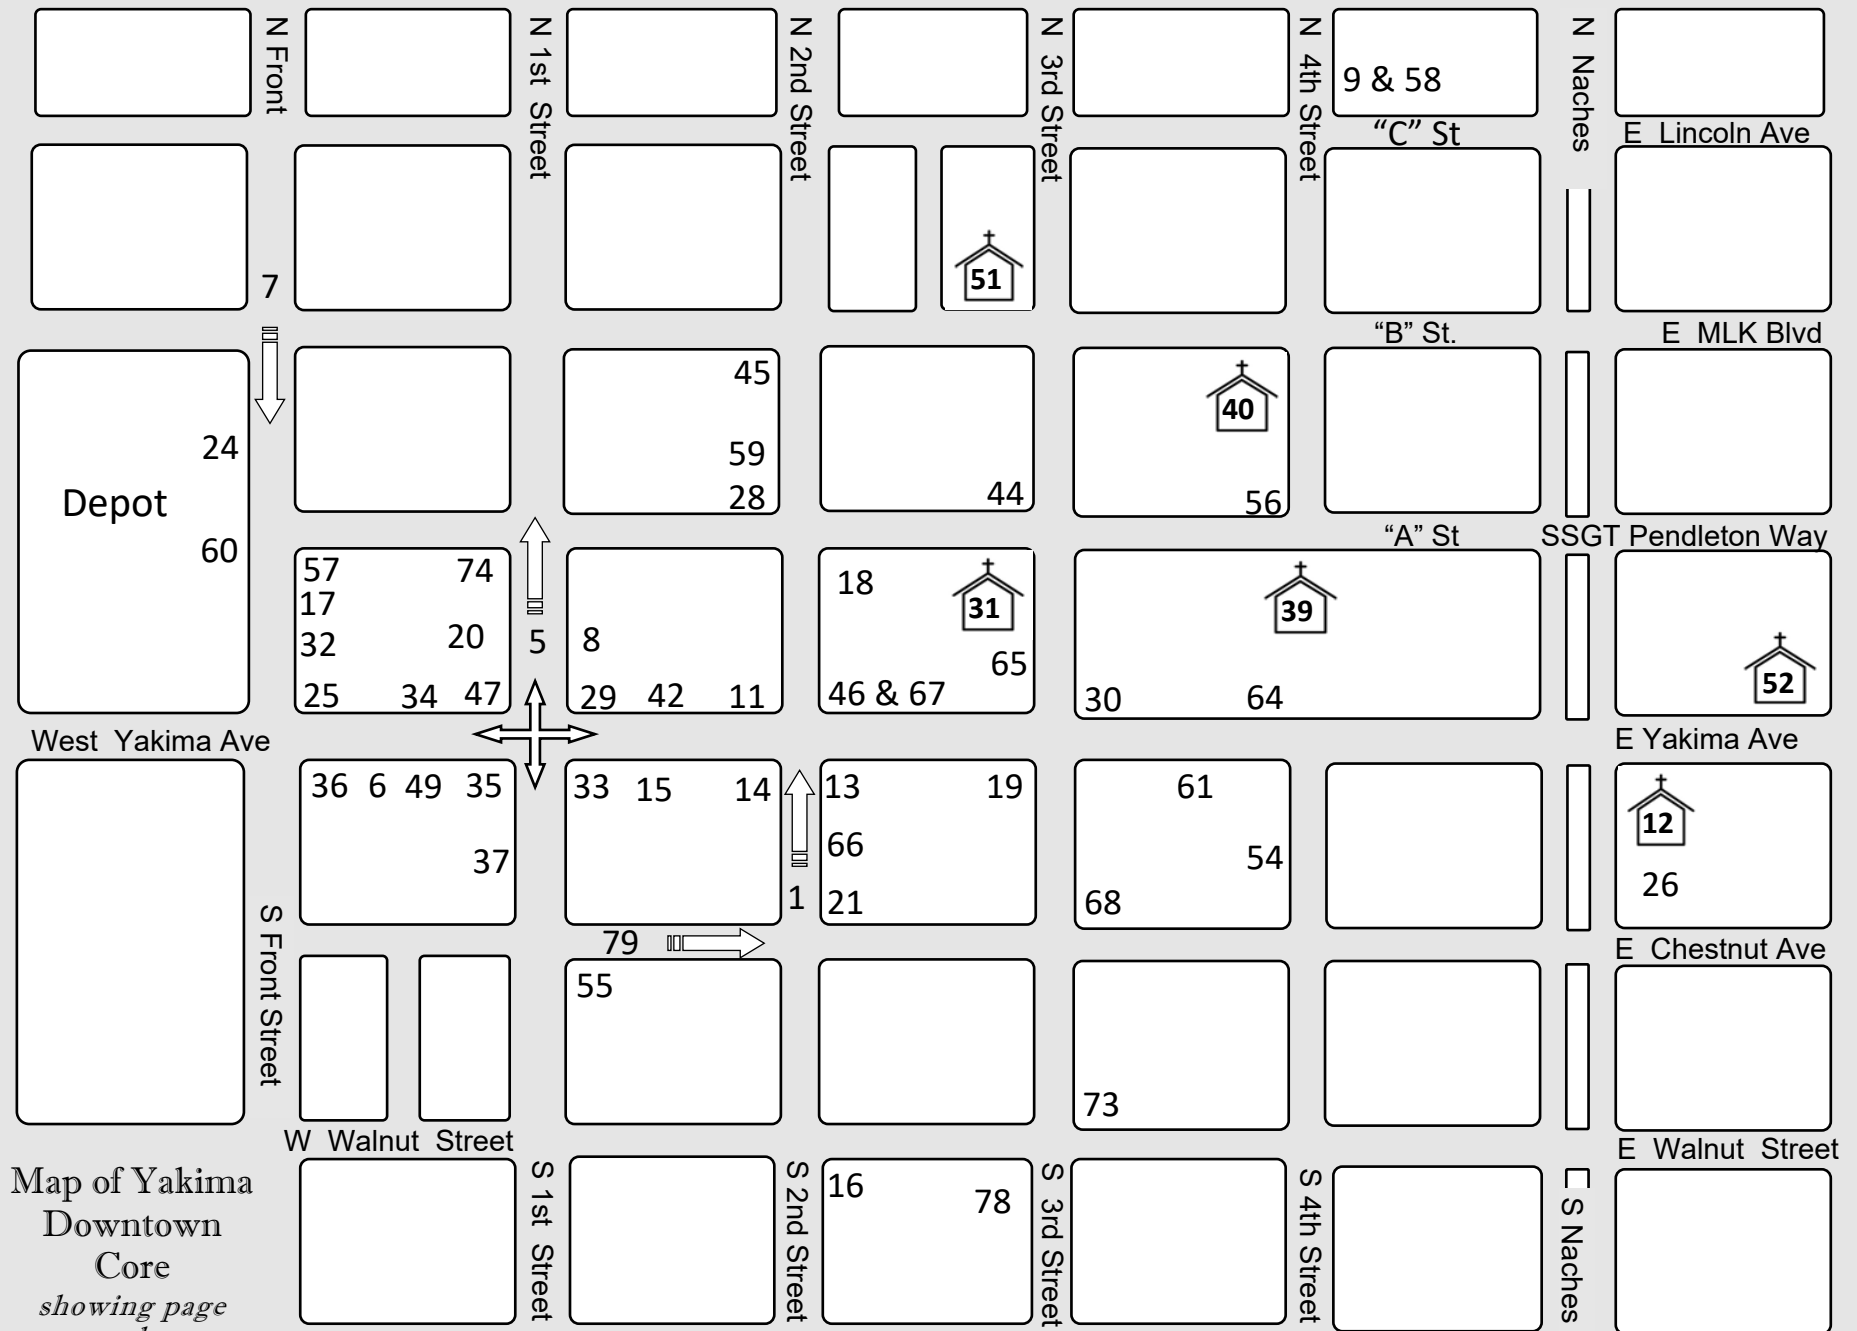 N Front
N 1st Street
N 2nd Street
N 3rd Street
N 4th Street
9 & 58
N Naches
"C" St
E Lincoln Ave
7
51
"B" St.
E MLK Blvd
45
40
24
59
Depot
28
44
56
60
"A" St
SSGT Pendleton Way
57
74
17
32
20
5
8
18
31
65
39
52
25
34
47
29
42
11
46 & 67
30
64
West Yakima Ave
E Yakima Ave
36
6
49
35
33
15
14
13
19
61
12
37
66
54
26
1
21
68
S Front Street
79
E Chestnut Ave
55
73
W Walnut Street
E Walnut Street
Map of Yakima
Downtown
Core
showing page
S 1st Street
S 2nd Street
16
78
S 3rd Street
S 4th Street
S Naches